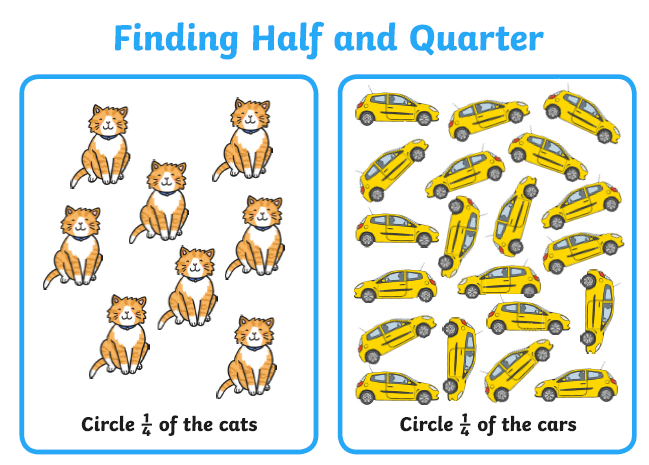 Finding Half and Quarter
Circle 1/4 of the cats
Circle 1/4 of the cars